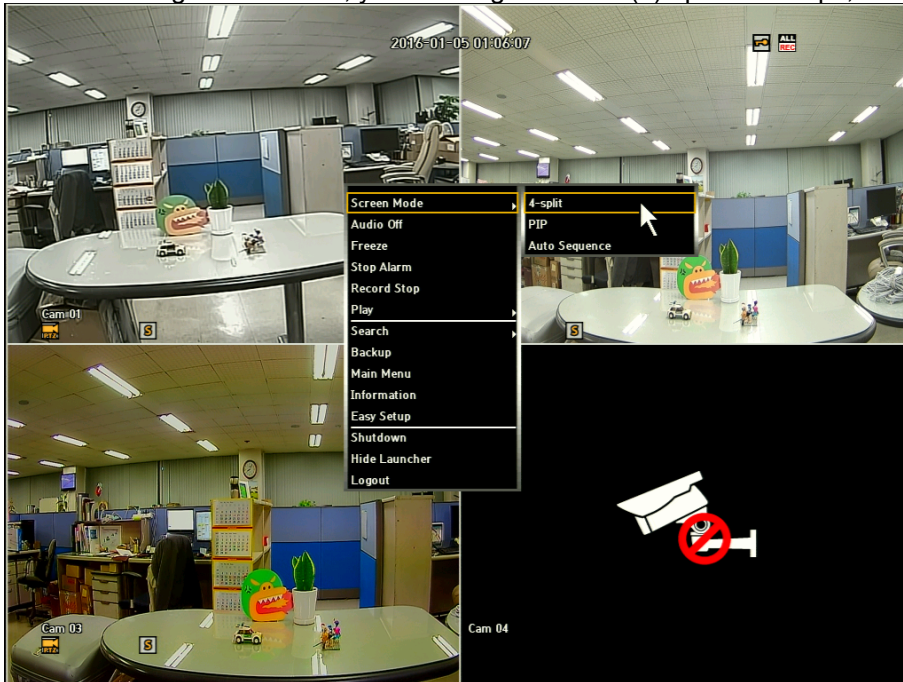 2016-01-05 01:06:07
ALL
REC
Screen Mode
Audio Off
Freeze
Stop Alarm
Record Stop
Play
Search
Backup
Main Menu
Information
Easy Setup
Shutdown
Hide Launcher
Logout
4-split
PIP
Auto Sequence
Cam 01
IPTZ
S
S
Cam 03
IPTZ
S
Cam 04